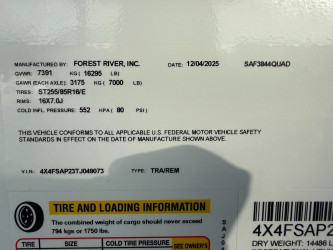 MANUFACTURED BY: FOREST RIVER, INC. DATE: 12/04/2025 SAF3844QUAD
GVWR: 7391 KG ( 16295 LB)
EACH AXLE: 3175 KG ( 7000 LB)
TIRES: ST255/85R16/E
RIMS: 16X7.0J
COLD INFL. PRESSURE: 552 KPA ( 80 PSI)
THIS VEHICLE CONFORMS TO ALL APPLICABLE U.S. FEDERAL MOTOR VEHICLE SAFETY
STANDARDS IN EFFECT ON THE DATE OF MANUFACTURE SHOWN ABOVE.
V.I.N.: 4X4FSAP23TJ049073 TYPE: TRA/REM
TIRE AND LOADING INFORMATION
The combined weight of cargo should never exceed
794 kgs or 1750 lbs.
TIRE SIZE COLD TIRE PRESSURE SEE OWNER'S
4X4FSAP2
DRY WEIGHT: 1449